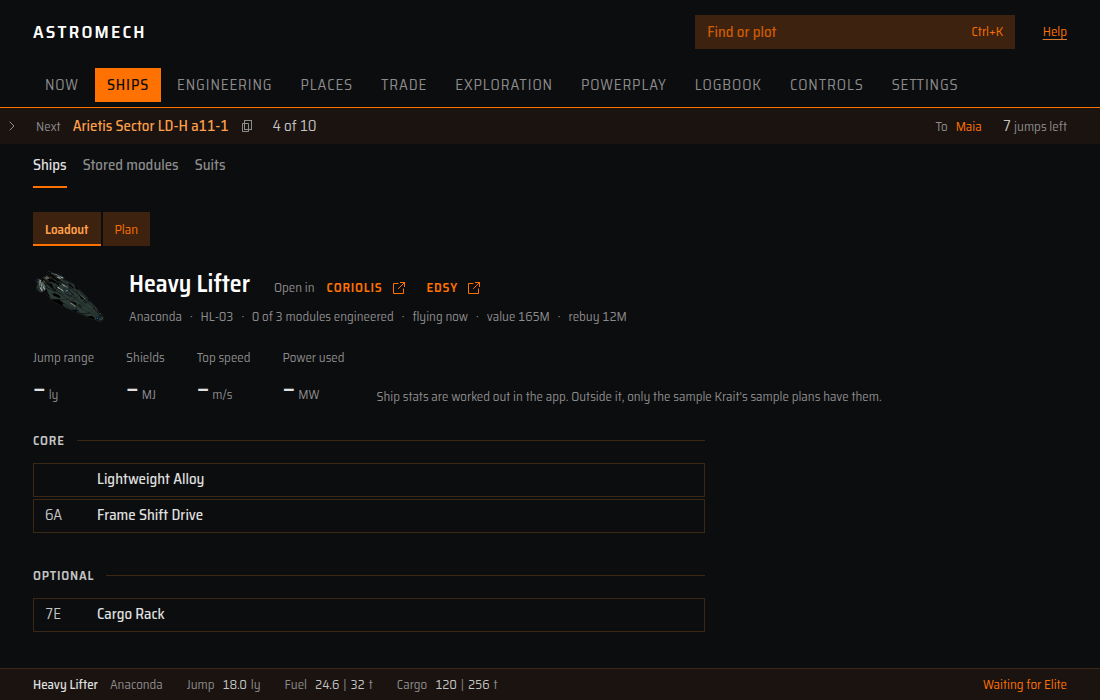 ASTROMECH
Find or plot Ctrl+K Help
NOW SHIPS ENGINEERING PLACES TRADE EXPLORATION POWERPLAY LOGBOOK CONTROLS SETTINGS
Next Arietis Sector LD-H a11-1 4 of 10 To Maia 7 jumps left
Ships Stored modules Suits
Loadout Plan
Heavy Lifter Open in CORIOLIS EDSY
Anaconda · HL-03 · 0 of 3 modules engineered · flying now · value 165M · rebuy 12M
Jump range Shields Top speed Power used
– ly – MJ – m/s – MW Ship stats are worked out in the app. Outside it, only the sample Krait's sample plans have them.
CORE
Lightweight Alloy
6A Frame Shift Drive
OPTIONAL
7E Cargo Rack
Heavy Lifter Anaconda Jump 18.0 ly Fuel 24.6 | 32 t Cargo 120 | 256 t Waiting for Elite